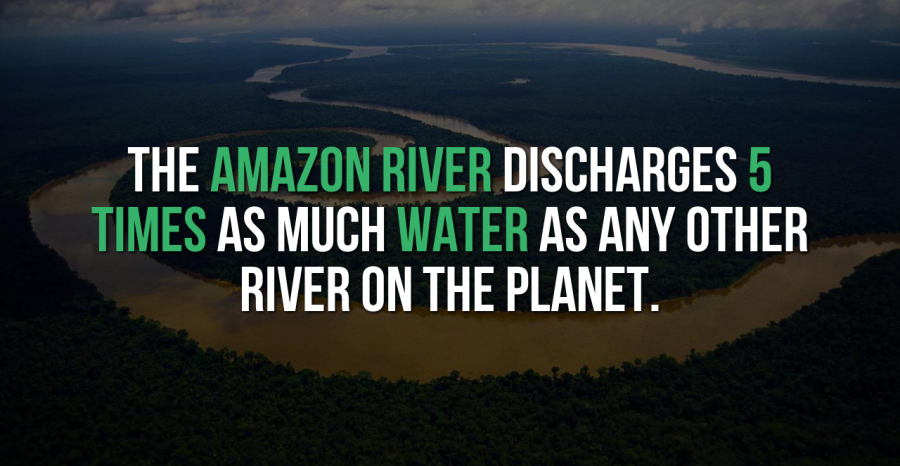 THE AMAZON RIVER DISCHARGES 5
TIMES AS MUCH WATER AS ANY OTHER
RIVER ON THE PLANET.